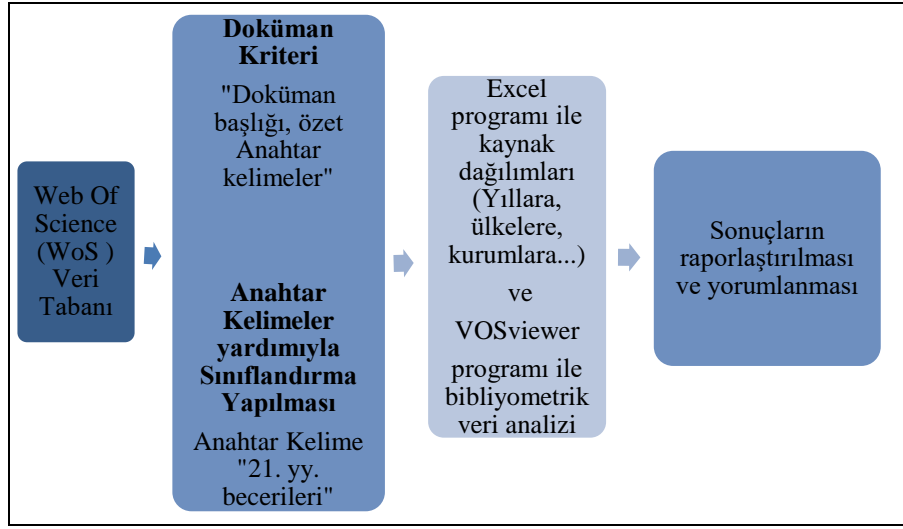 Web Of
Science
(WoS )
Veri
Tabanı
Doküman
Kriteri
"Doküman
başlığı, özet
Anahtar
kelimeler"
Anahtar
Kelimeler
yardımıyla
Sınıflandırma
Yapılması
Anahtar Kelime
"21. yy.
becerileri"
Excel
programı ile
kaynak
dağılımları
(Yıllara,
ülkelere,
kurumlara...)
ve
VOSviewer
programı ile
bibliyometrik
veri analizi
Sonuçların
raporlaştırılması
ve yorumlanması